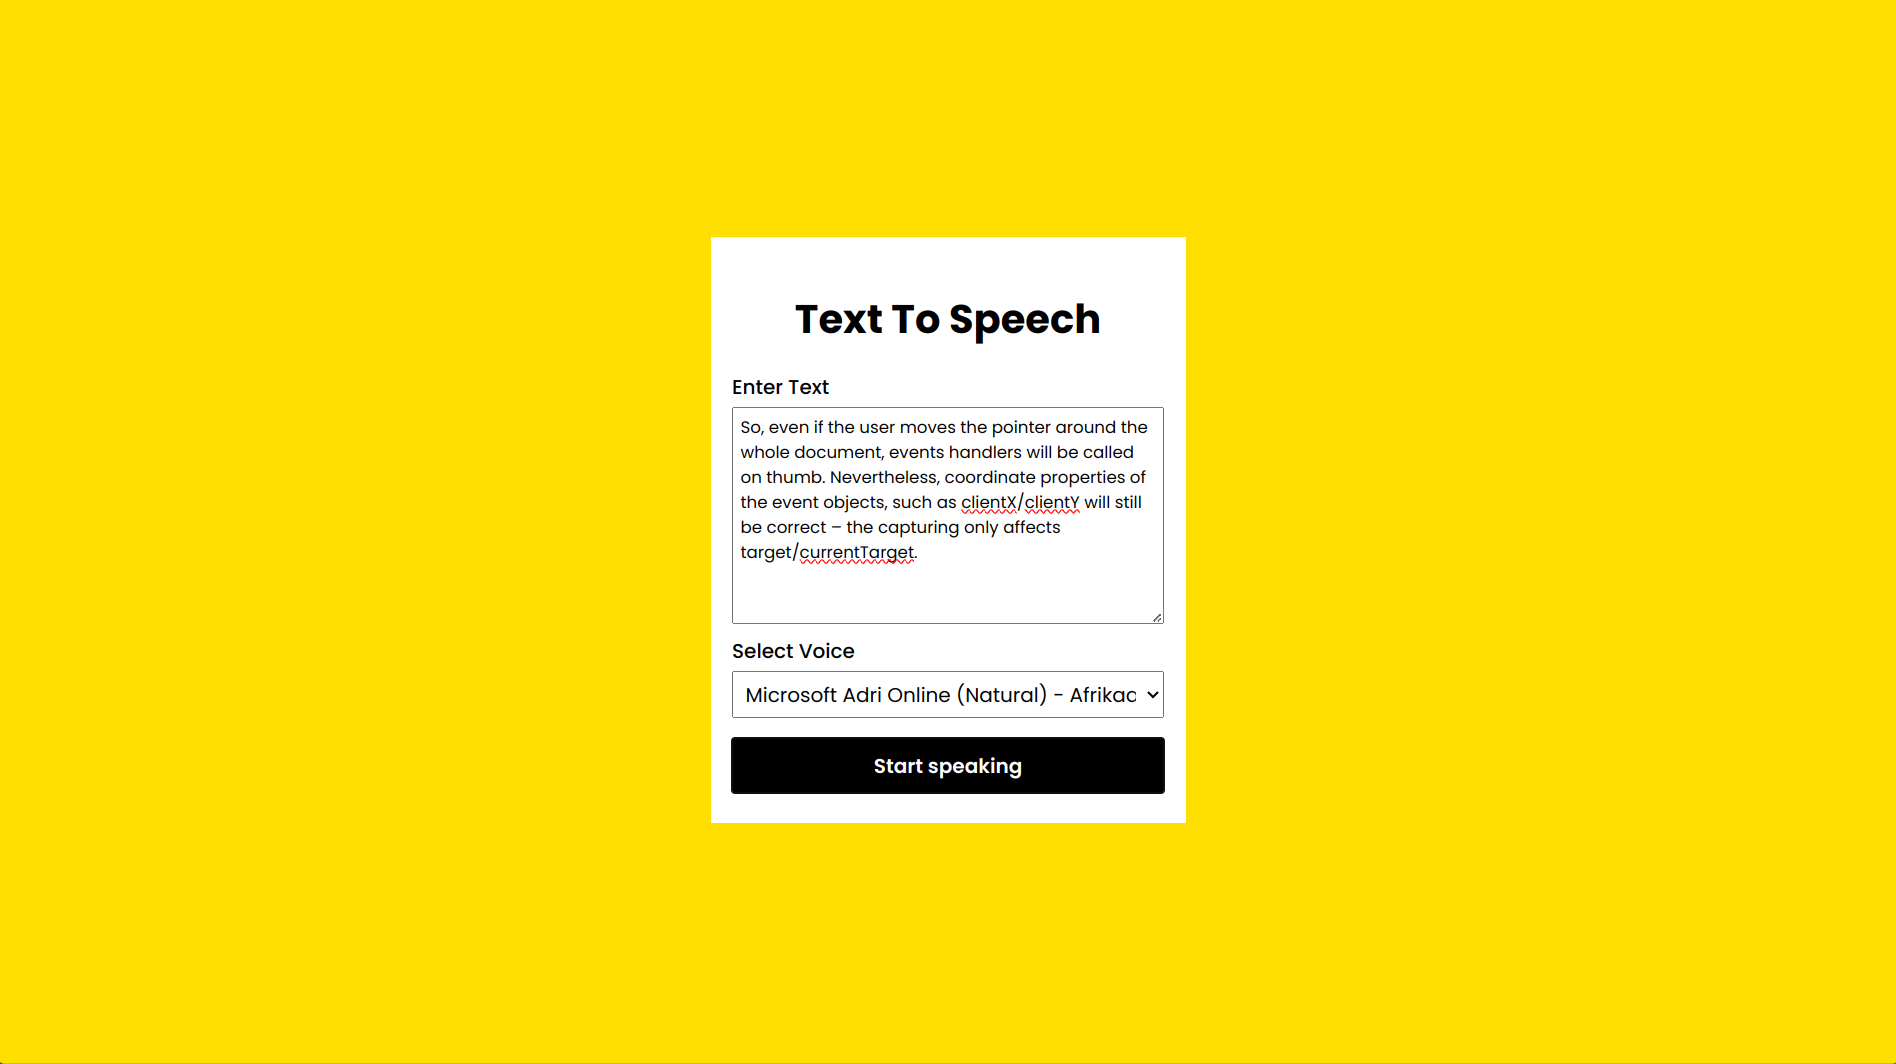 Text To Speech
Enter Text
So, even if the user moves the pointer around the
whole document, events handlers will be called
on thumb. Nevertheless, coordinate properties of
the event objects, such as clientX/clientY will still
be correct – the capturing only affects
target/currentTarget.
Select Voice
Microsoft Adri Online (Natural) - Afrikaa
Start speaking